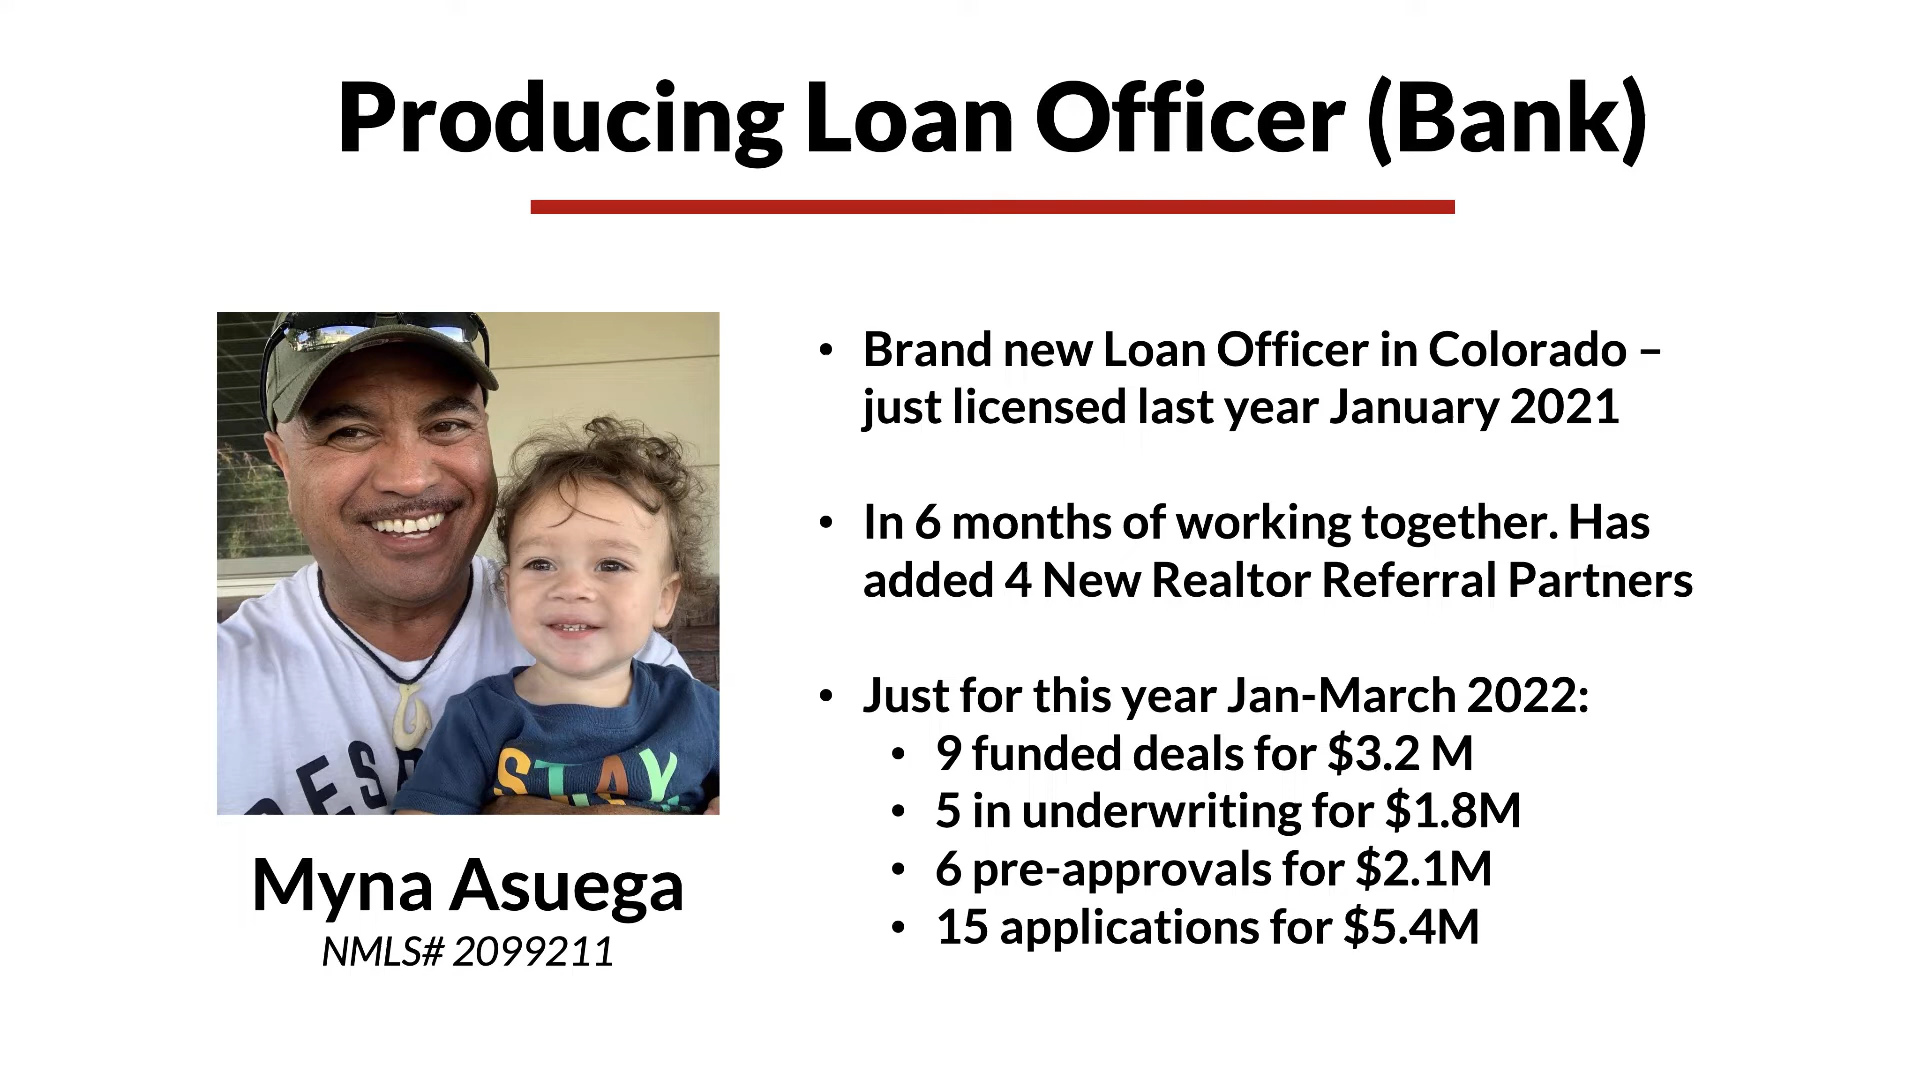 Producing Loan Officer (Bank)
• Brand new Loan Officer in Colorado –
just licensed last year January 2021
• In 6 months of working together. Has
added 4 New Realtor Referral Partners
• Just for this year Jan-March 2022:
• 9 funded deals for $3.2 M
• 5 in underwriting for $1.8M
• 6 pre-approvals for $2.1M
• 15 applications for $5.4M
STAY
Myna Asuega
NMLS# 2099211